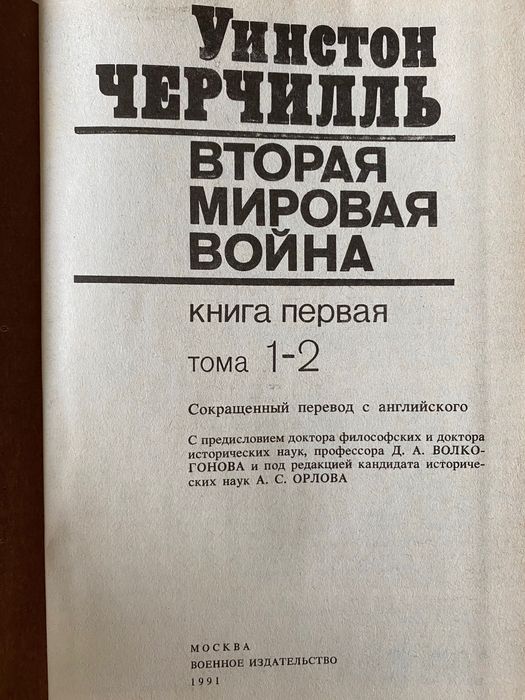 Уинстон
ЧЕРЧИЛЛЬ
ВТОРАЯ
МИРОВАЯ
ВОЙНА
книга первая
тома 1-2
Сокращенный перевод с английского
С предисловием доктора философских и доктора
исторических наук, профессора Д. А. ВОЛКО-
ГОНОВА и под редакцией кандидата историче-
ских наук А. С. ОРЛОВА
МОСКВА
ВОЕННОЕ ИЗДАТЕЛЬСТВО
1991